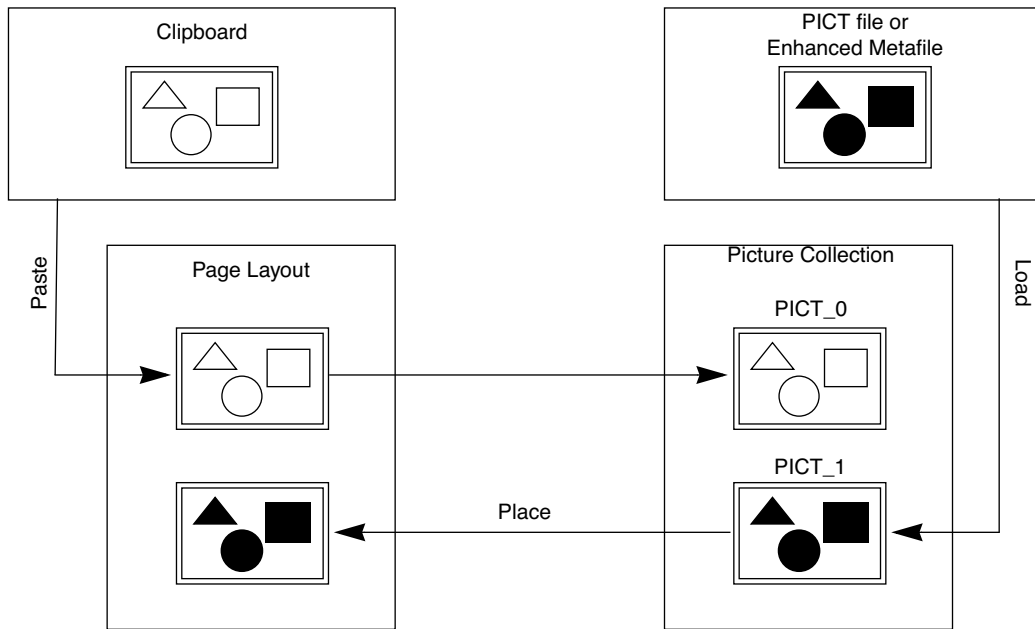 Clipboard
PICT file or
Enhanced Metafile
Paste
Page Layout
Picture Collection
Load
PICT_0
PICT_1
Place